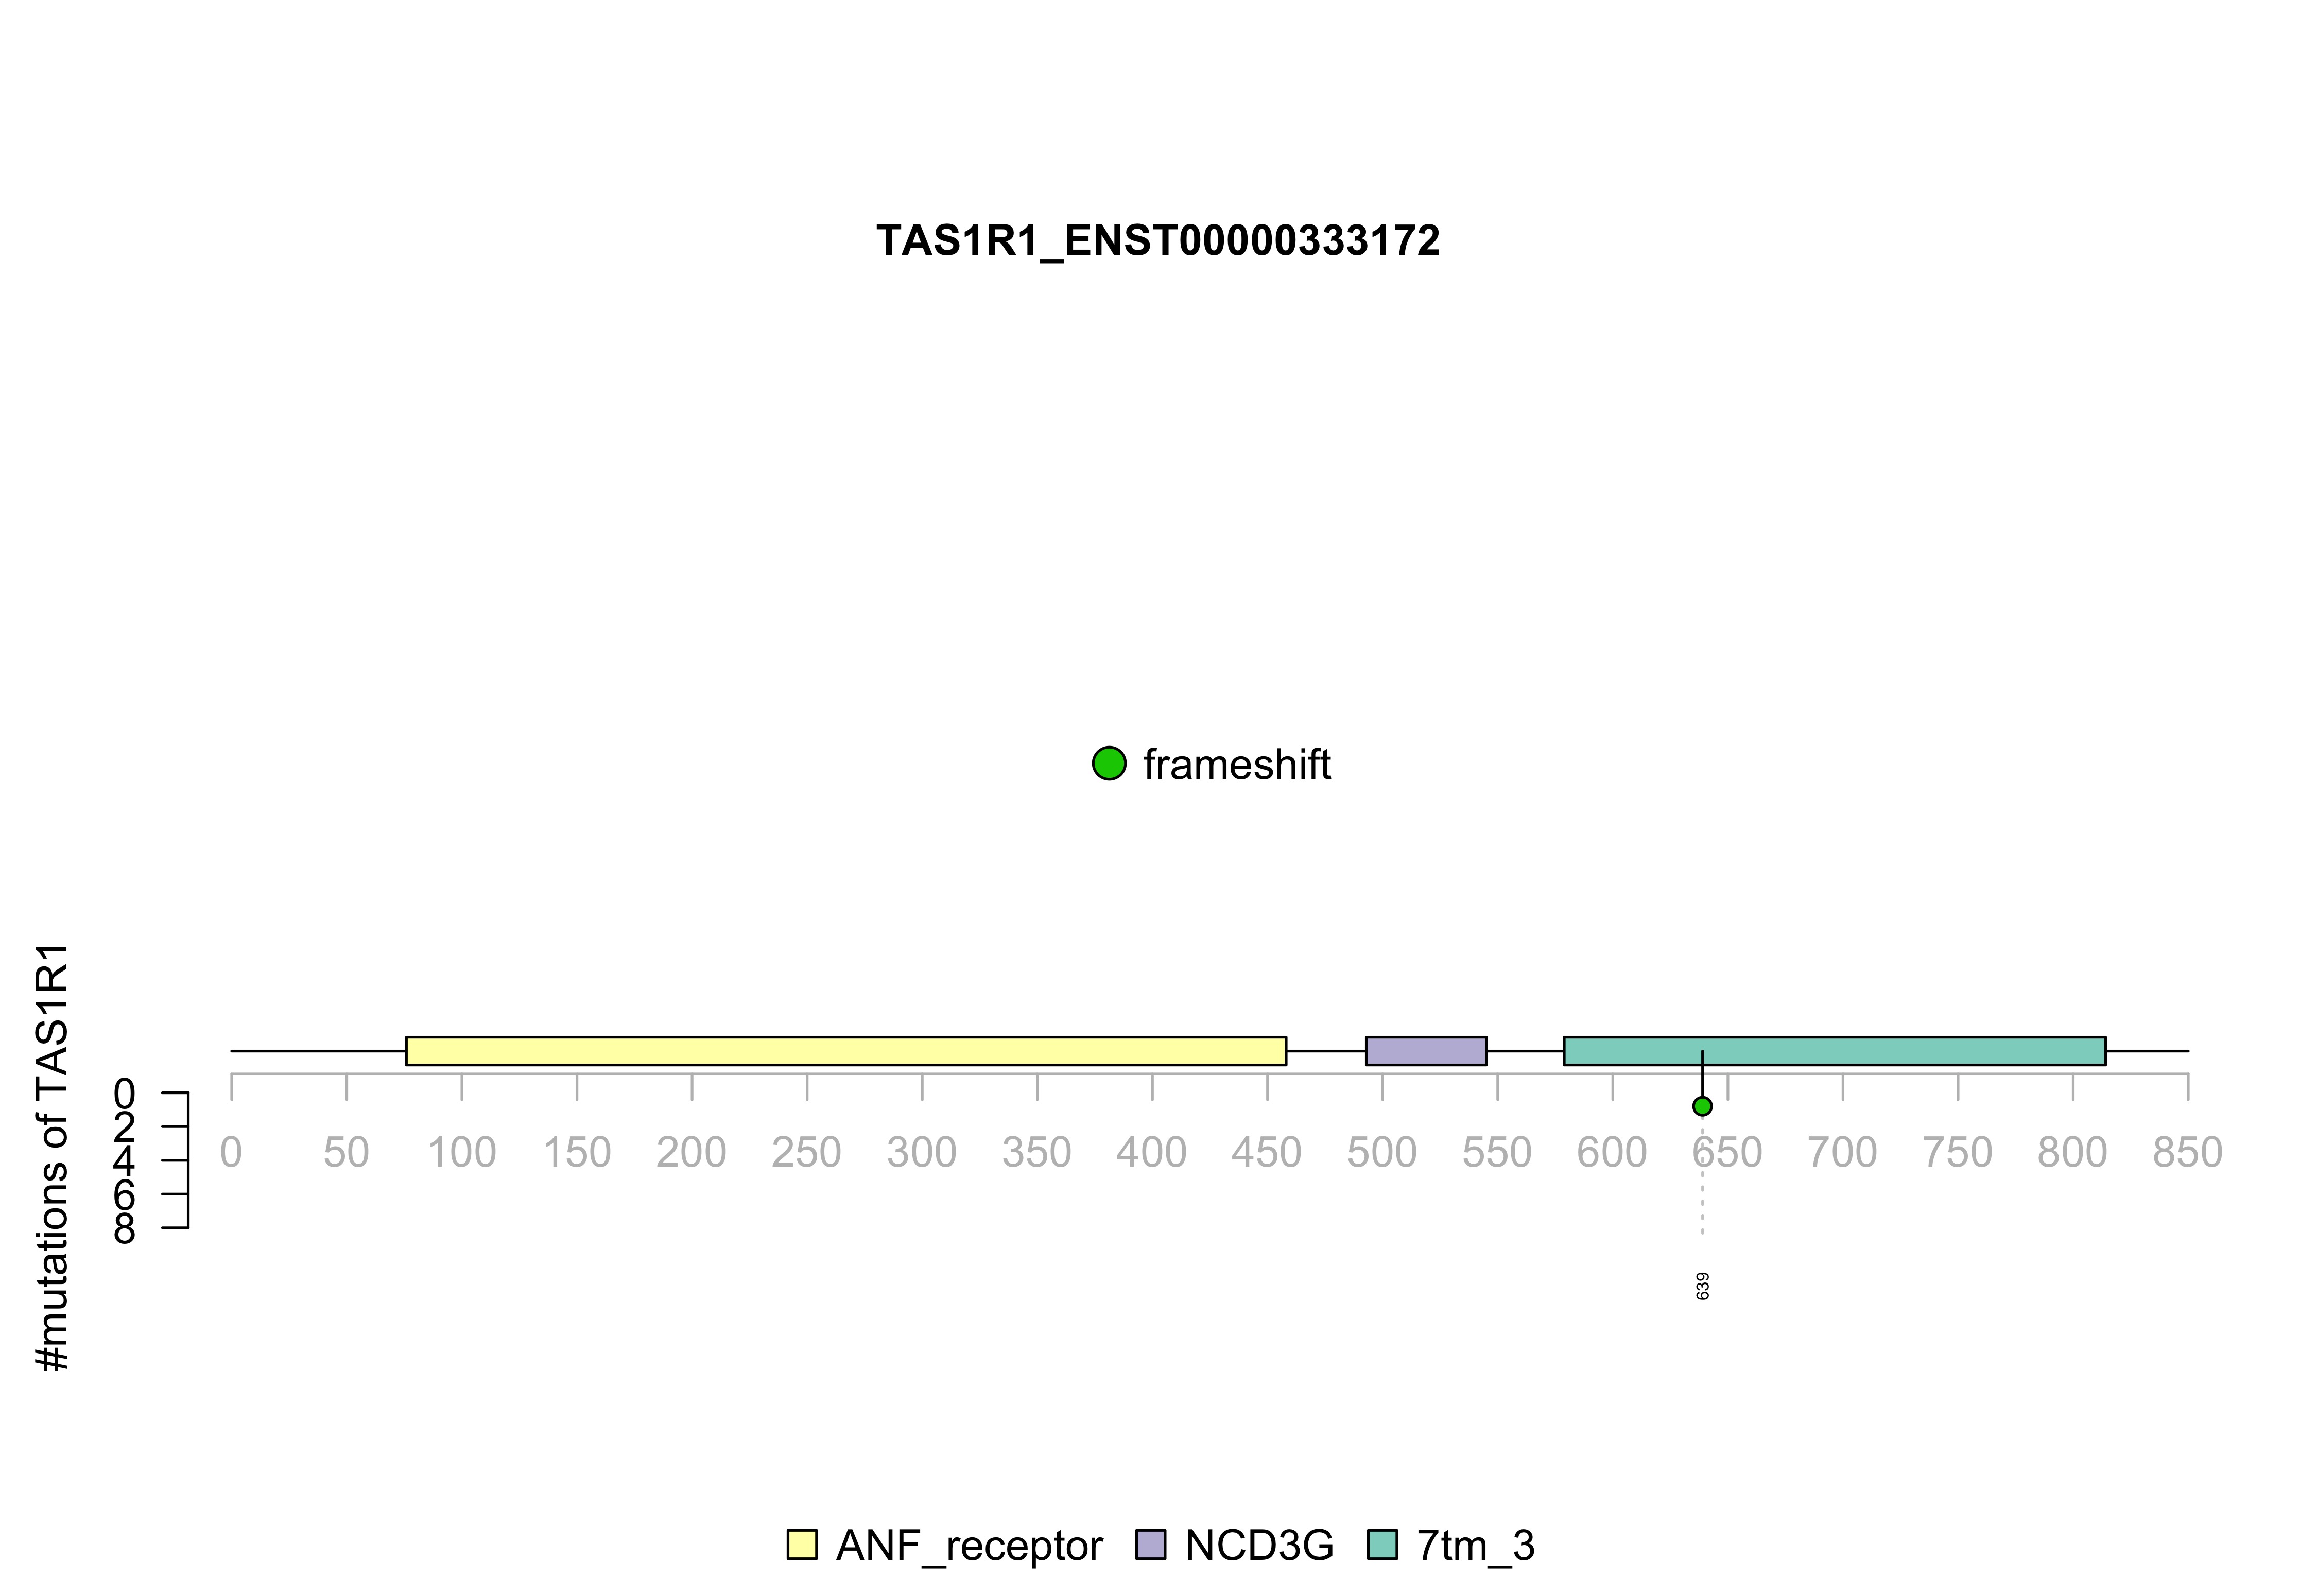 TAS1R1_ENST00000333172
frameshift
#mutations of TAS1R1
0
2
4
6
8
0 50 100 150 200 250 300 350 400 450 500 550 600 650 700 750 800 850
639
ANF_receptor NCD3G 7tm_3